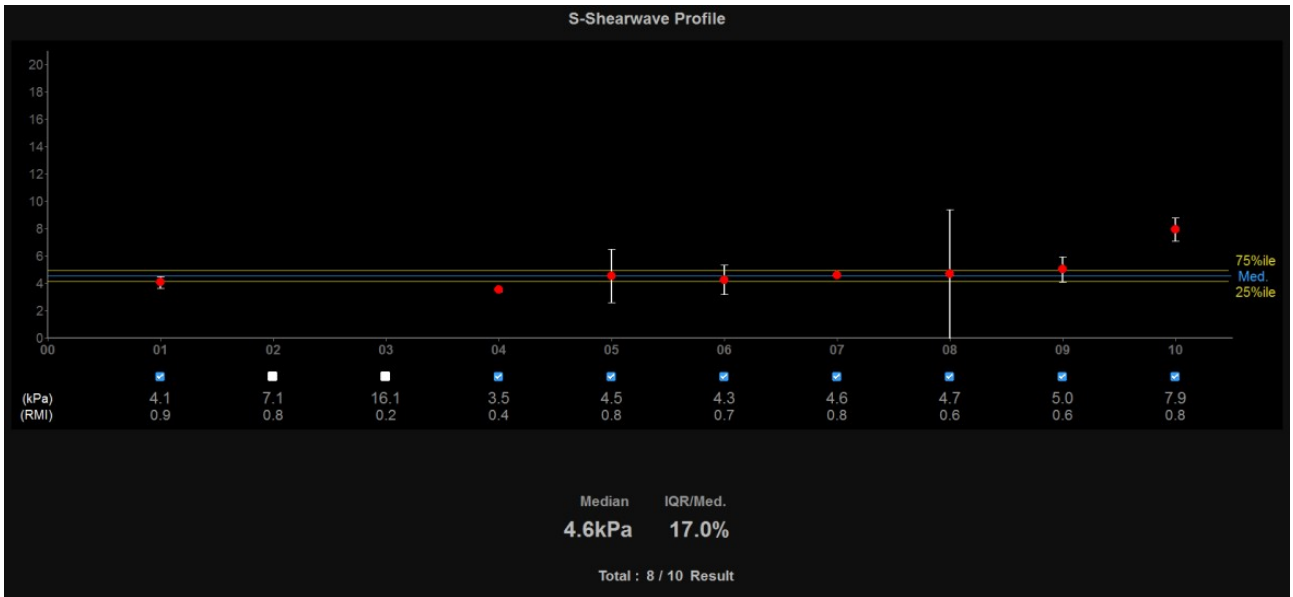 S-Shearwave Profile
20
18
16
14
12
10
8
6
4
2
0
75%ile
Med.
25%ile
00 01 02 03 04 05 06 07 08 09 10
(kPa) 4.1 7.1 16.1 3.5 4.5 4.3 4.6 4.7 5.0 7.9
(RMI) 0.9 0.8 0.2 0.4 0.8 0.7 0.8 0.6 0.6 0.8
Median IQR/Med.
4.6kPa 17.0%
Total : 8 / 10 Result